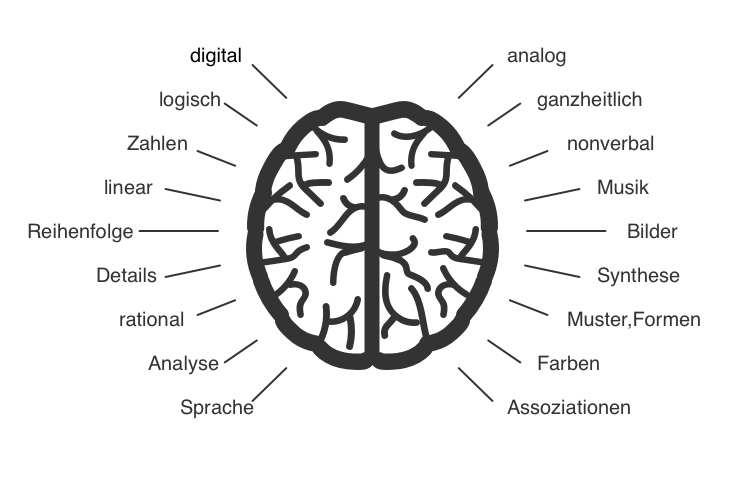 digital
analog
logisch
ganzheitlich
Zahlen
nonverbal
linear
Musik
Reihenfolge
Bilder
Details
Synthese
rational
Muster,Formen
Analyse
Farben
Sprache
Assoziationen